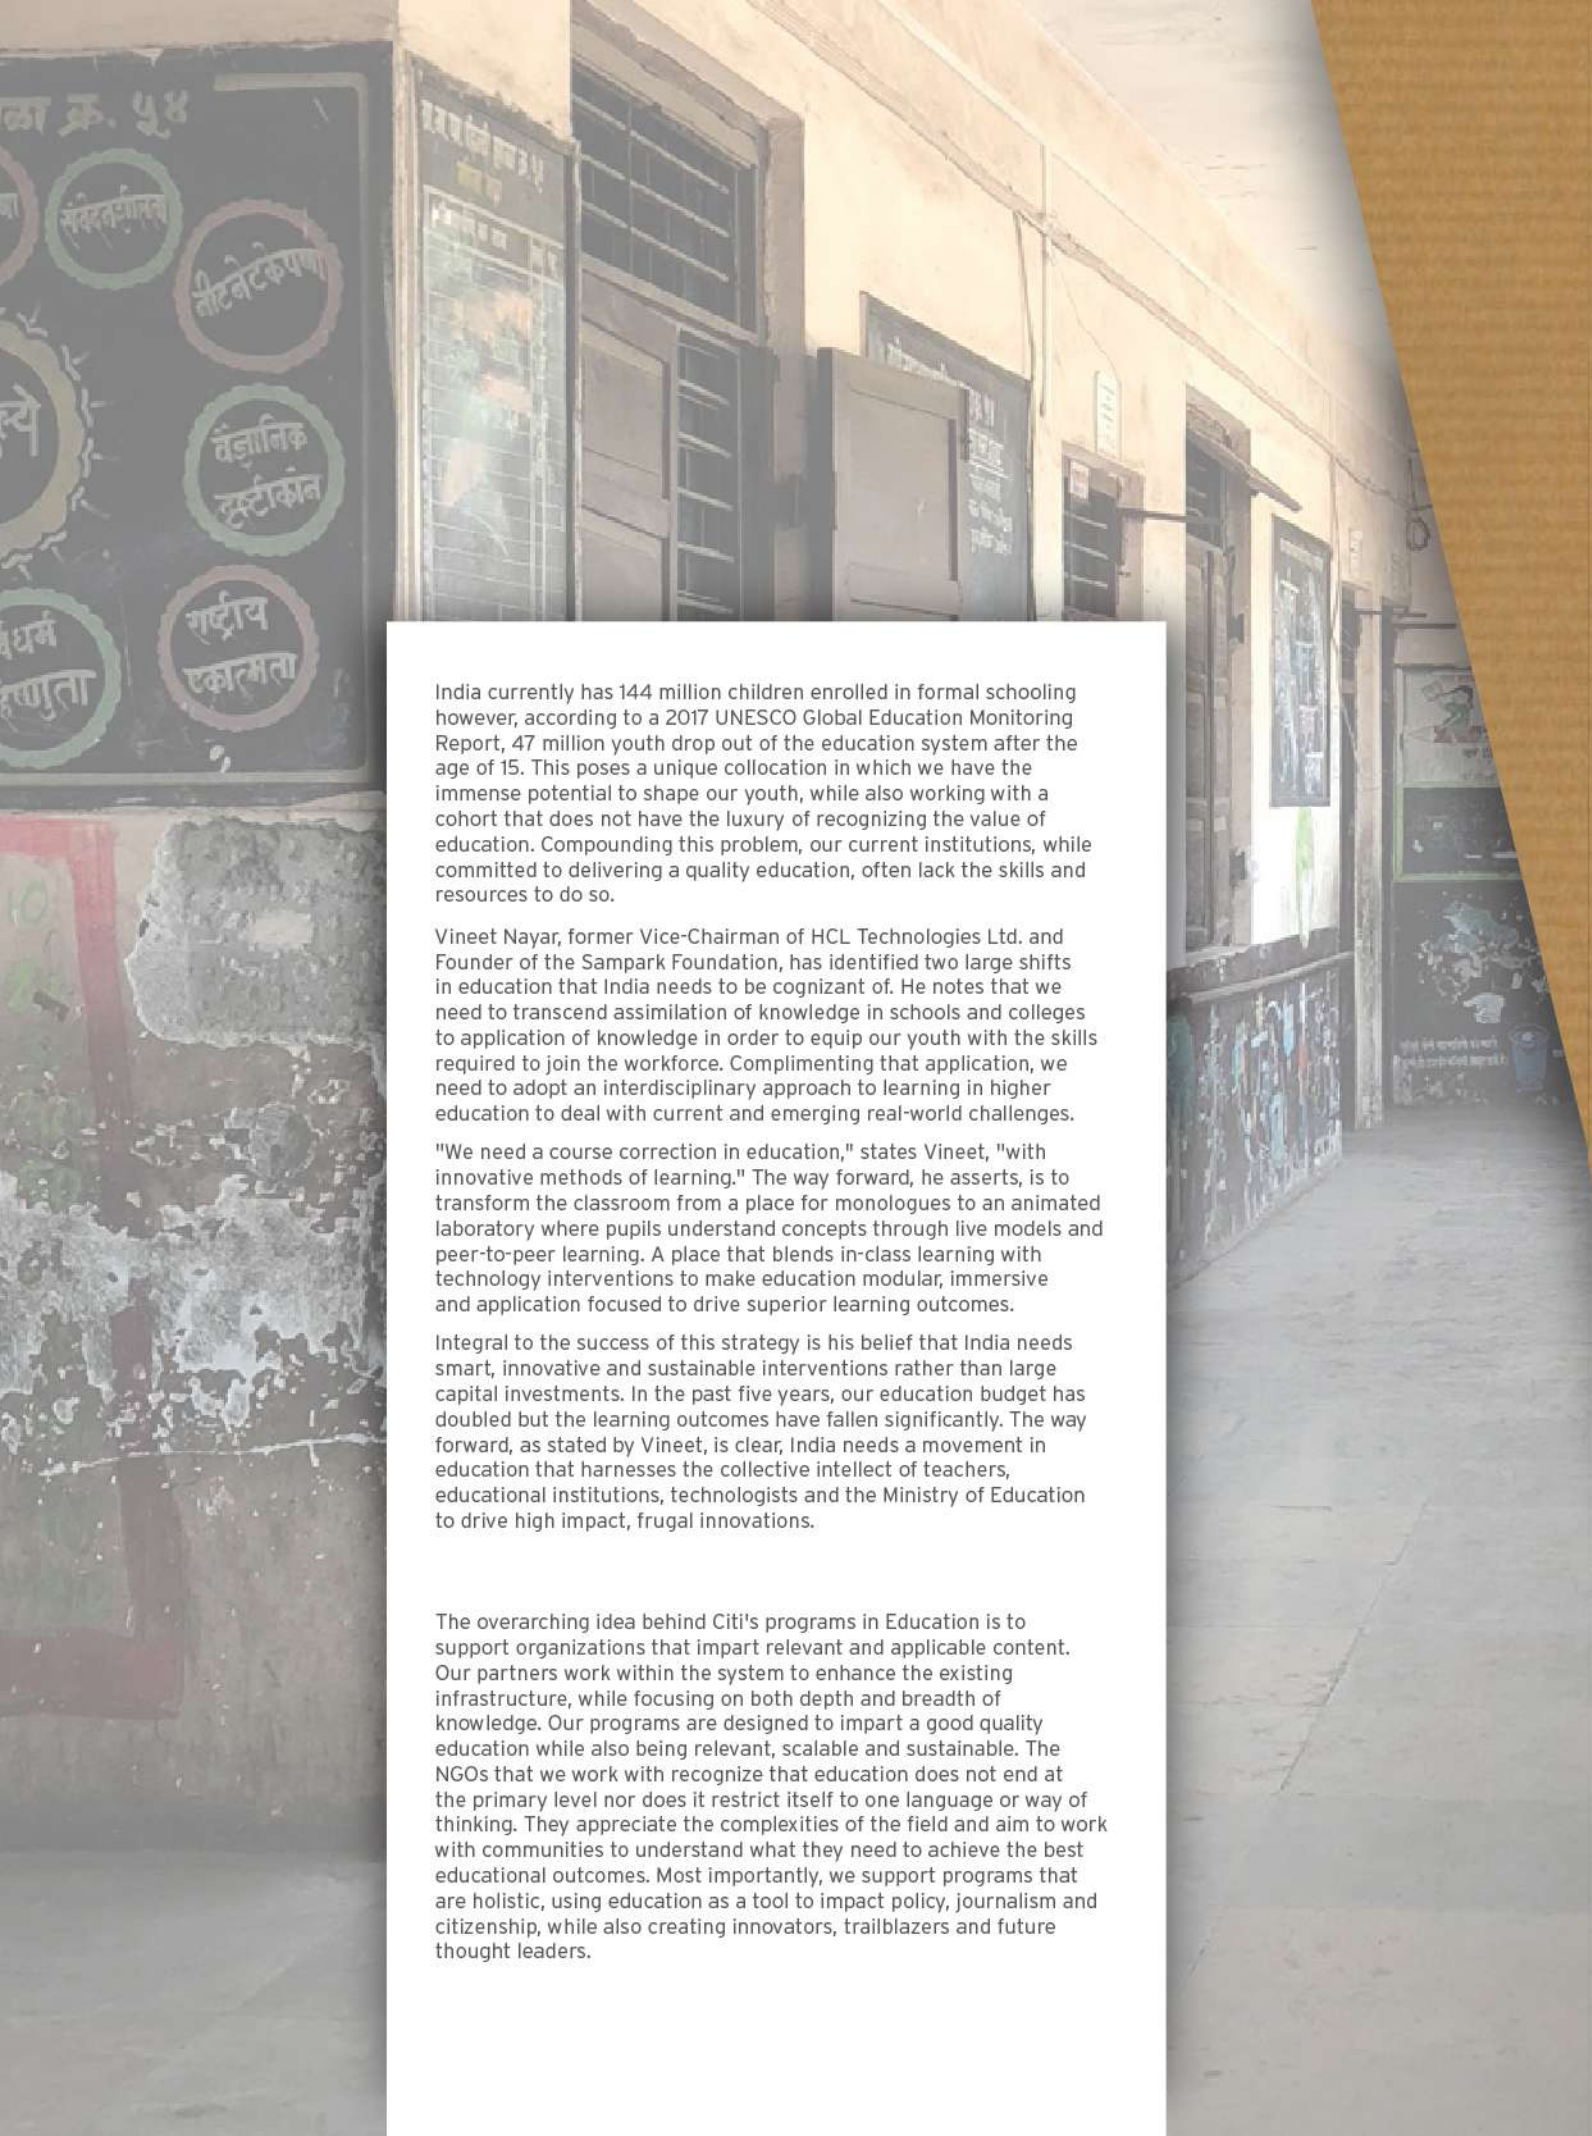 क्र. ५४
संवेदनशीलता
नीटनेटकेपणा
वैज्ञानिक
राष्ट्रीय
एकात्मता
India currently has 144 million children enrolled in formal schooling
however, according to a 2017 UNESCO Global Education Monitoring
Report, 47 million youth drop out of the education system after the
age of 15. This poses a unique collocation in which we have the
immense potential to shape our youth, while also working with a
cohort that does not have the luxury of recognizing the value of
education. Compounding this problem, our current institutions, while
committed to delivering a quality education, often lack the skills and
resources to do so.
Vineet Nayar, former Vice-Chairman of HCL Technologies Ltd. and
Founder of the Sampark Foundation, has identified two large shifts
in education that India needs to be cognizant of. He notes that we
need to transcend assimilation of knowledge in schools and colleges
to application of knowledge in order to equip our youth with the skills
required to join the workforce. Complimenting that application, we
need to adopt an interdisciplinary approach to learning in higher
education to deal with current and emerging real-world challenges.
"We need a course correction in education," states Vineet, "with
innovative methods of learning." The way forward, he asserts, is to
transform the classroom from a place for monologues to an animated
laboratory where pupils understand concepts through live models and
peer-to-peer learning. A place that blends in-class learning with
technology interventions to make education modular, immersive
and application focused to drive superior learning outcomes.
Integral to the success of this strategy is his belief that India needs
smart, innovative and sustainable interventions rather than large
capital investments. In the past five years, our education budget has
doubled but the learning outcomes have fallen significantly. The way
forward, as stated by Vineet, is clear, India needs a movement in
education that harnesses the collective intellect of teachers,
educational institutions, technologists and the Ministry of Education
to drive high impact, frugal innovations.
The overarching idea behind Citi's programs in Education is to
support organizations that impart relevant and applicable content.
Our partners work within the system to enhance the existing
infrastructure, while focusing on both depth and breadth of
knowledge. Our programs are designed to impart a good quality
education while also being relevant, scalable and sustainable. The
NGOs that we work with recognize that education does not end at
the primary level nor does it restrict itself to one language or way of
thinking. They appreciate the complexities of the field and aim to work
with communities to understand what they need to achieve the best
educational outcomes. Most importantly, we support programs that
are holistic, using education as a tool to impact policy, journalism and
citizenship, while also creating innovators, trailblazers and future
thought leaders.